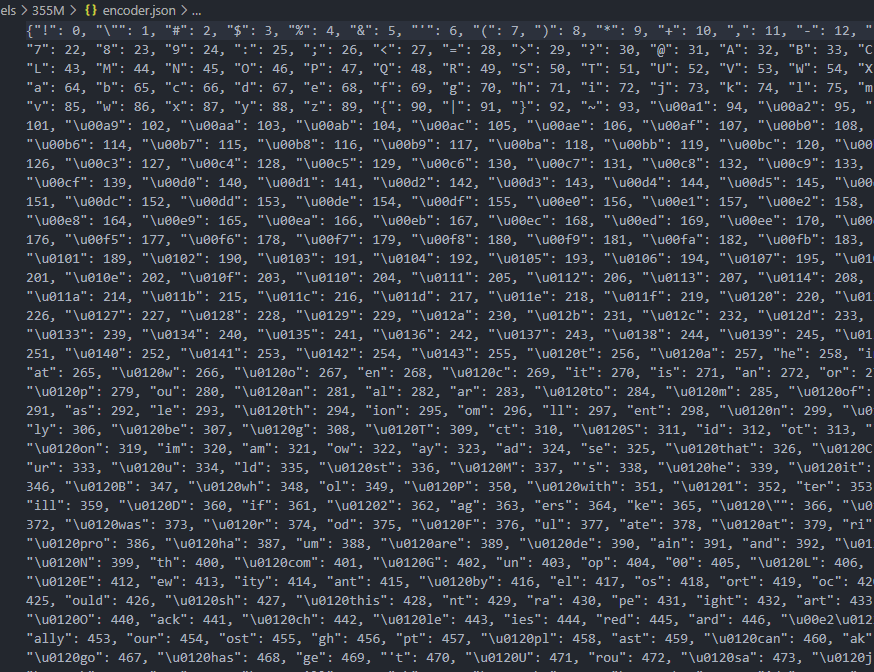 els > 355M > {} encoder.json > ...
{"!": 0, "\"": 1, "#": 2, "$": 3, "%": 4, "&": 5, "'": 6, "(": 7, ")": 8, "*": 9, "+": 10, ",": 11, "-": 12, "
"7": 22, "8": 23, "9": 24, ":": 25, ";": 26, "<": 27, "=": 28, ">": 29, "?": 30, "@": 31, "A": 32, "B": 33, "C
"L": 43, "M": 44, "N": 45, "O": 46, "P": 47, "Q": 48, "R": 49, "S": 50, "T": 51, "U": 52, "V": 53, "W": 54, "X
"a": 64, "b": 65, "c": 66, "d": 67, "e": 68, "f": 69, "g": 70, "h": 71, "i": 72, "j": 73, "k": 74, "l": 75, "m
"v": 85, "w": 86, "x": 87, "y": 88, "z": 89, "{": 90, "|": 91, "}": 92, "~": 93, "\u00a1": 94, "\u00a2": 95, "
101, "\u00a9": 102, "\u00aa": 103, "\u00ab": 104, "\u00ac": 105, "\u00ae": 106, "\u00af": 107, "\u00b0": 108,
"\u00b6": 114, "\u00b7": 115, "\u00b8": 116, "\u00b9": 117, "\u00ba": 118, "\u00bb": 119, "\u00bc": 120, "\u00
126, "\u00c3": 127, "\u00c4": 128, "\u00c5": 129, "\u00c6": 130, "\u00c7": 131, "\u00c8": 132, "\u00c9": 133,
"\u00cf": 139, "\u00d0": 140, "\u00d1": 141, "\u00d2": 142, "\u00d3": 143, "\u00d4": 144, "\u00d5": 145, "\u00
151, "\u00dc": 152, "\u00dd": 153, "\u00de": 154, "\u00df": 155, "\u00e0": 156, "\u00e1": 157, "\u00e2": 158,
"\u00e8": 164, "\u00e9": 165, "\u00ea": 166, "\u00eb": 167, "\u00ec": 168, "\u00ed": 169, "\u00ee": 170, "\u00
176, "\u00f5": 177, "\u00f6": 178, "\u00f7": 179, "\u00f8": 180, "\u00f9": 181, "\u00fa": 182, "\u00fb": 183,
"\u0101": 189, "\u0102": 190, "\u0103": 191, "\u0104": 192, "\u0105": 193, "\u0106": 194, "\u0107": 195, "\u01
201, "\u010e": 202, "\u010f": 203, "\u0110": 204, "\u0111": 205, "\u0112": 206, "\u0113": 207, "\u0114": 208,
"\u011a": 214, "\u011b": 215, "\u011c": 216, "\u011d": 217, "\u011e": 218, "\u011f": 219, "\u0120": 220, "\u01
226, "\u0127": 227, "\u0128": 228, "\u0129": 229, "\u012a": 230, "\u012b": 231, "\u012c": 232, "\u012d": 233,
"\u0133": 239, "\u0134": 240, "\u0135": 241, "\u0136": 242, "\u0137": 243, "\u0138": 244, "\u0139": 245, "\u01
251, "\u0140": 252, "\u0141": 253, "\u0142": 254, "\u0143": 255, "\u0120t": 256, "\u0120a": 257, "he": 258, "i
"at": 265, "\u0120w": 266, "\u0120o": 267, "en": 268, "\u0120c": 269, "it": 270, "is": 271, "an": 272, "or": 2
"\u0120p": 279, "ou": 280, "\u0120an": 281, "al": 282, "ar": 283, "\u0120to": 284, "\u0120m": 285, "\u0120of":
291, "as": 292, "le": 293, "\u0120th": 294, "ion": 295, "om": 296, "ll": 297, "ent": 298, "\u0120n": 299, "\u0
"ly": 306, "\u0120be": 307, "\u0120g": 308, "\u0120T": 309, "ct": 310, "\u0120S": 311, "id": 312, "ot": 313, "
"\u0120on": 319, "im": 320, "am": 321, "ow": 322, "ay": 323, "ad": 324, "se": 325, "\u0120that": 326, "\u0120C
"ur": 333, "\u0120u": 334, "ld": 335, "\u0120st": 336, "\u0120M": 337, "'s": 338, "\u0120he": 339, "\u0120it":
346, "\u0120B": 347, "\u0120wh": 348, "ol": 349, "\u0120P": 350, "\u0120with": 351, "\u01201": 352, "ter": 353
"ill": 359, "\u0120D": 360, "if": 361, "\u01202": 362, "ag": 363, "ers": 364, "ke": 365, "\u0120\"": 366, "\u0
372, "\u0120was": 373, "\u0120r": 374, "od": 375, "\u0120F": 376, "ul": 377, "ate": 378, "\u0120at": 379, "ri"
"\u0120pro": 386, "\u0120ha": 387, "um": 388, "\u0120are": 389, "\u0120de": 390, "ain": 391, "and": 392, "\u01
"\u0120N": 399, "th": 400, "\u0120com": 401, "\u0120G": 402, "un": 403, "op": 404, "00": 405, "\u0120L": 406,
"\u0120E": 412, "ew": 413, "ity": 414, "ant": 415, "\u0120by": 416, "el": 417, "os": 418, "ort": 419, "oc": 42
425, "ould": 426, "\u0120sh": 427, "\u0120this": 428, "nt": 429, "ra": 430, "pe": 431, "ight": 432, "art": 433
"\u0120O": 440, "ack": 441, "\u0120ch": 442, "\u0120le": 443, "ies": 444, "red": 445, "ard": 446, "\u00e2\u012
"ally": 453, "our": 454, "ost": 455, "gh": 456, "pt": 457, "\u0120pl": 458, "ast": 459, "\u0120can": 460, "ak"
"\u0120go": 467, "\u0120has": 468, "ge": 469, "'t": 470, "\u0120U": 471, "rou": 472, "\u0120sa": 473, "\u0120j